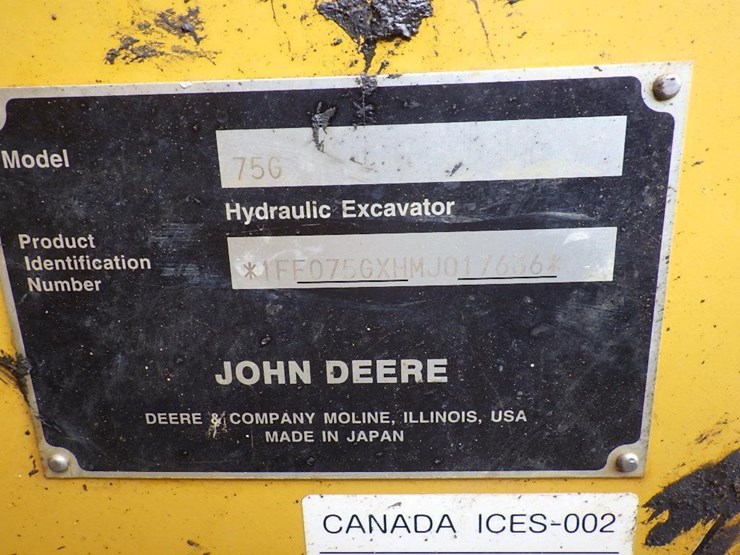 Model 75G
Hydraulic Excavator
Product
Identification
Number
*1FF075GXHMJ017636*
JOHN DEERE
DEERE & COMPANY MOLINE, ILLINOIS, USA
MADE IN JAPAN
CANADA ICES-002